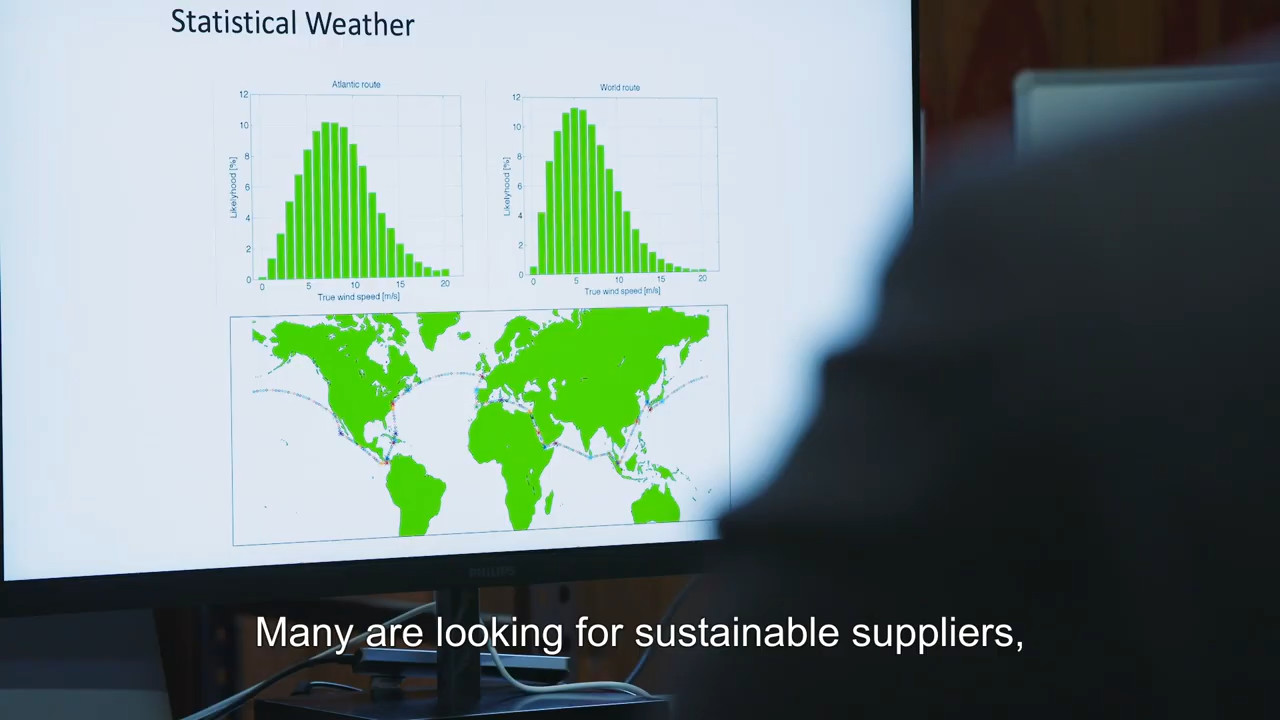 Statistical Weather
Atlantic route
12
10
8
6
4
2
0
Likelyhood [%]
0 5 10 15 20
True wind speed [m/s]
World route
12
10
8
6
4
2
0
Likelyhood [%]
0 5 10 15 20
True wind speed [m/s]
PHILIPS
Many are looking for sustainable suppliers,